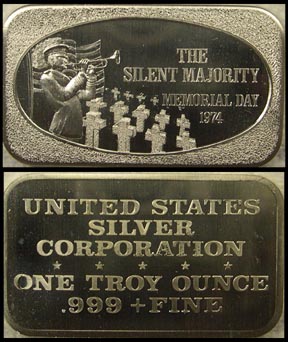 THE
SILENT MAJORITY
MEMORIAL DAY
1974
UNITED STATES
SILVER
CORPORATION
ONE TROY OUNCE
.999 + FINE